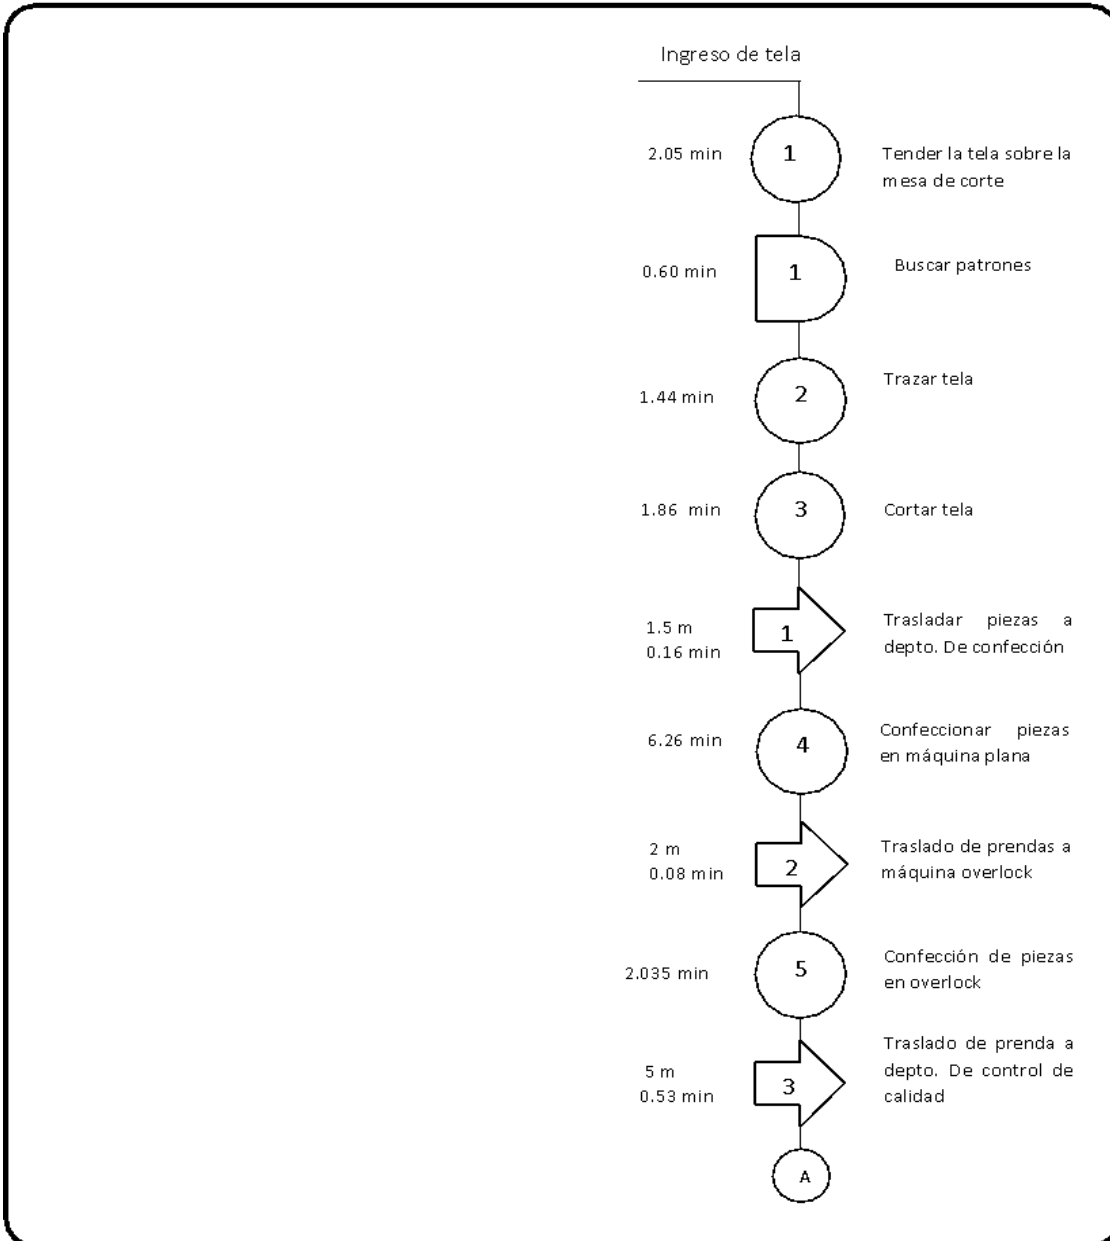 Ingreso de tela
2.05 min
1
Tender la tela sobre la
mesa de corte
0.60 min
1
Buscar patrones
1.44 min
2
Trazar tela
1.86 min
3
Cortar tela
1.5 m
0.16 min
1
Trasladar piezas a
depto. De confección
6.26 min
4
Confeccionar piezas
en máquina plana
2 m
0.08 min
2
Traslado de prendas a
máquina overlock
2.035 min
5
Confección de piezas
en overlock
5 m
0.53 min
3
Traslado de prenda a
depto. De control de
calidad
A